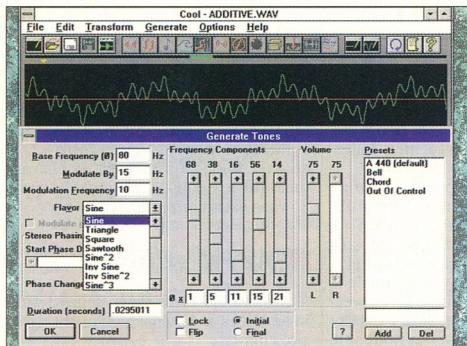 Cool - ADDITIVE.WAV
File Edit Transform Generate Options Help
Generate Tones
Base Frequency (Ø) 80 Hz
Modulate By 15 Hz
Modulation Frequency 10 Hz
Flavor Sine
Sine
Triangle
Square
Sawtooth
Sine^2
Inv Sine
Inv Sine^2
Sine^3
Modulate
Stereo Phasin
Start Phase D
Phase Change
Duration (seconds) .0295011
OK Cancel
Frequency Components
68 38 16 56 14
Ø x 1 5 11 15 21
Lock Initial
Flip Final
Volume
75 75
L R
?
Presets
A 440 (default)
Bell
Chord
Out Of Control
Add Del